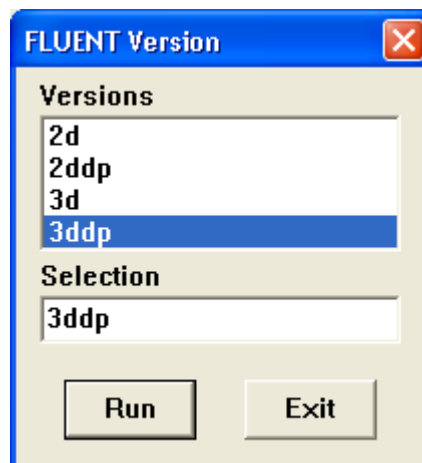 FLUENT Version
Versions
2d
2ddp
3d
3ddp
Selection
3ddp
Run Exit